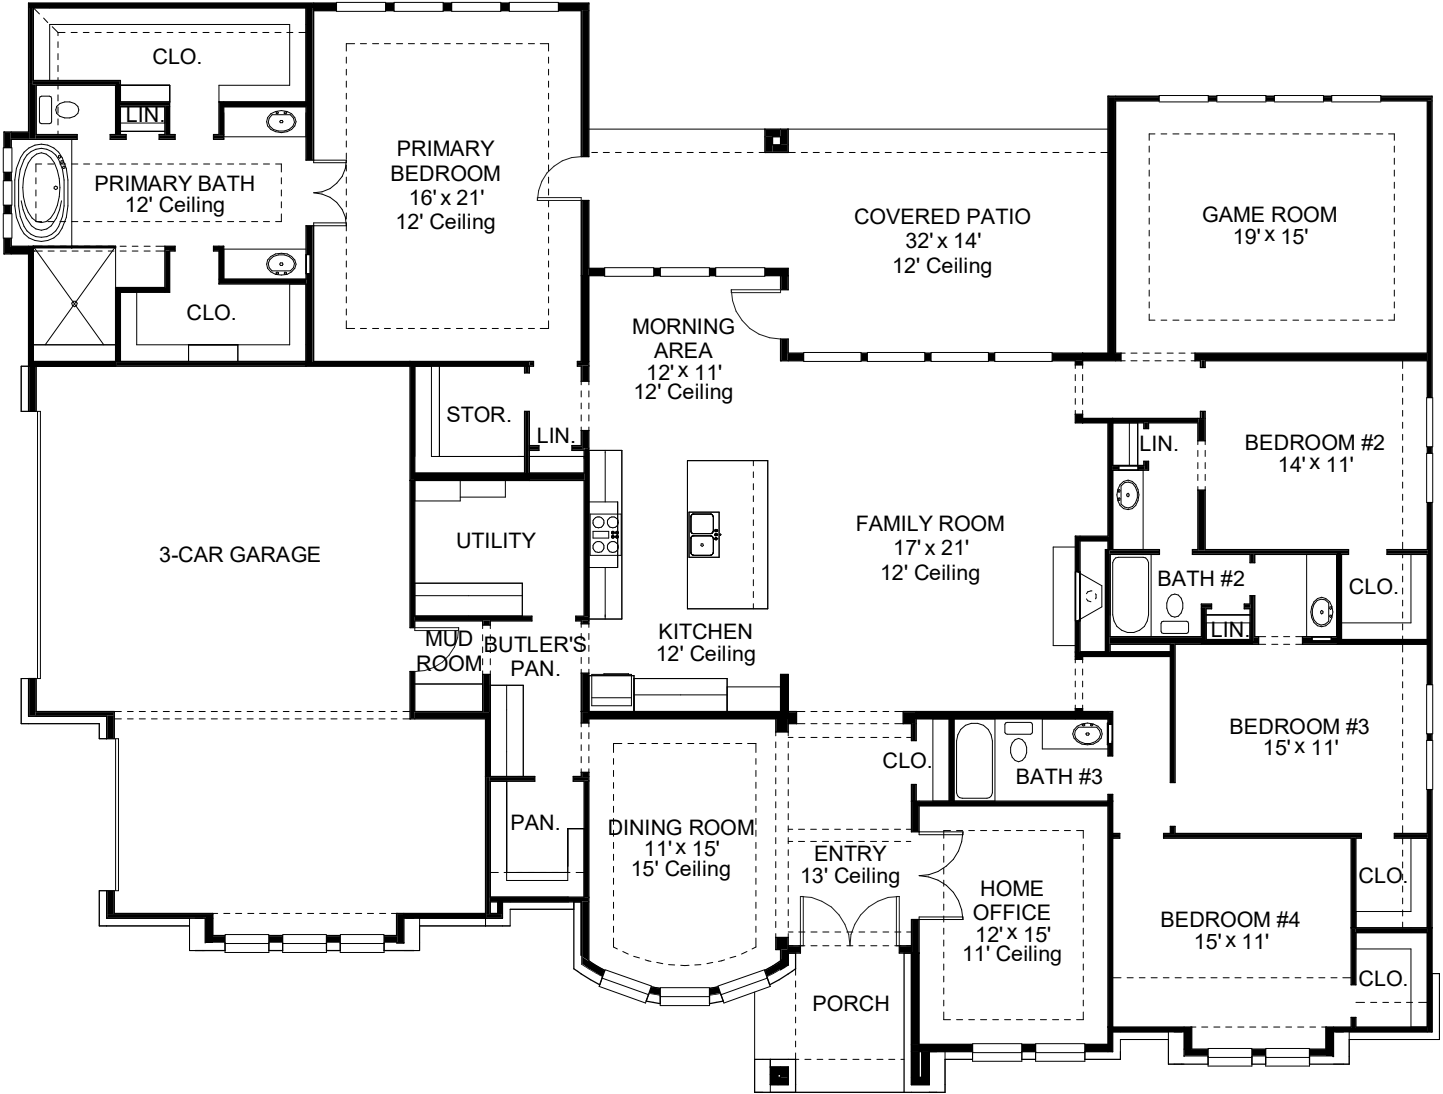 CLO.
LIN.
PRIMARY BATH
12' Ceiling
CLO.
PRIMARY
BEDROOM
16' x 21'
12' Ceiling
COVERED PATIO
32' x 14'
12' Ceiling
GAME ROOM
19' x 15'
MORNING
AREA
12' x 11'
12' Ceiling
STOR.
LIN.
LIN.
BEDROOM #2
14' x 11'
3-CAR GARAGE
UTILITY
FAMILY ROOM
17' x 21'
12' Ceiling
BATH #2
CLO.
LIN.
MUD
ROOM
BUTLER'S
PAN.
KITCHEN
12' Ceiling
BEDROOM #3
15' x 11'
CLO.
BATH #3
PAN.
DINING ROOM
11' x 15'
15' Ceiling
ENTRY
13' Ceiling
HOME
OFFICE
12' x 15'
11' Ceiling
CLO.
BEDROOM #4
15' x 11'
CLO.
PORCH